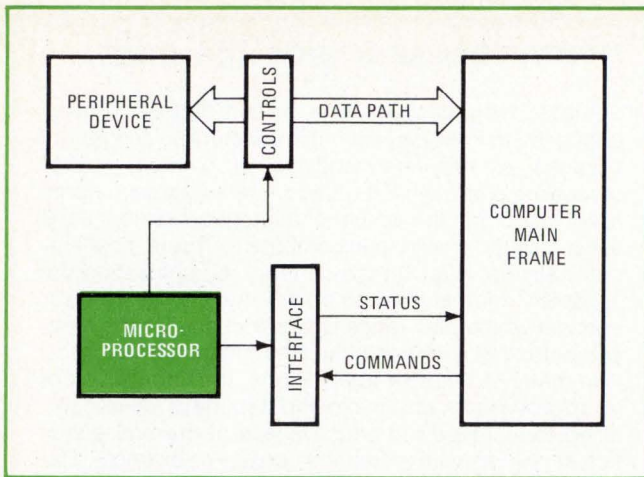 PERIPHERAL
DEVICE
CONTROLS
DATA PATH
COMPUTER
MAIN
FRAME
MICRO-
PROCESSOR
INTERFACE
STATUS
COMMANDS